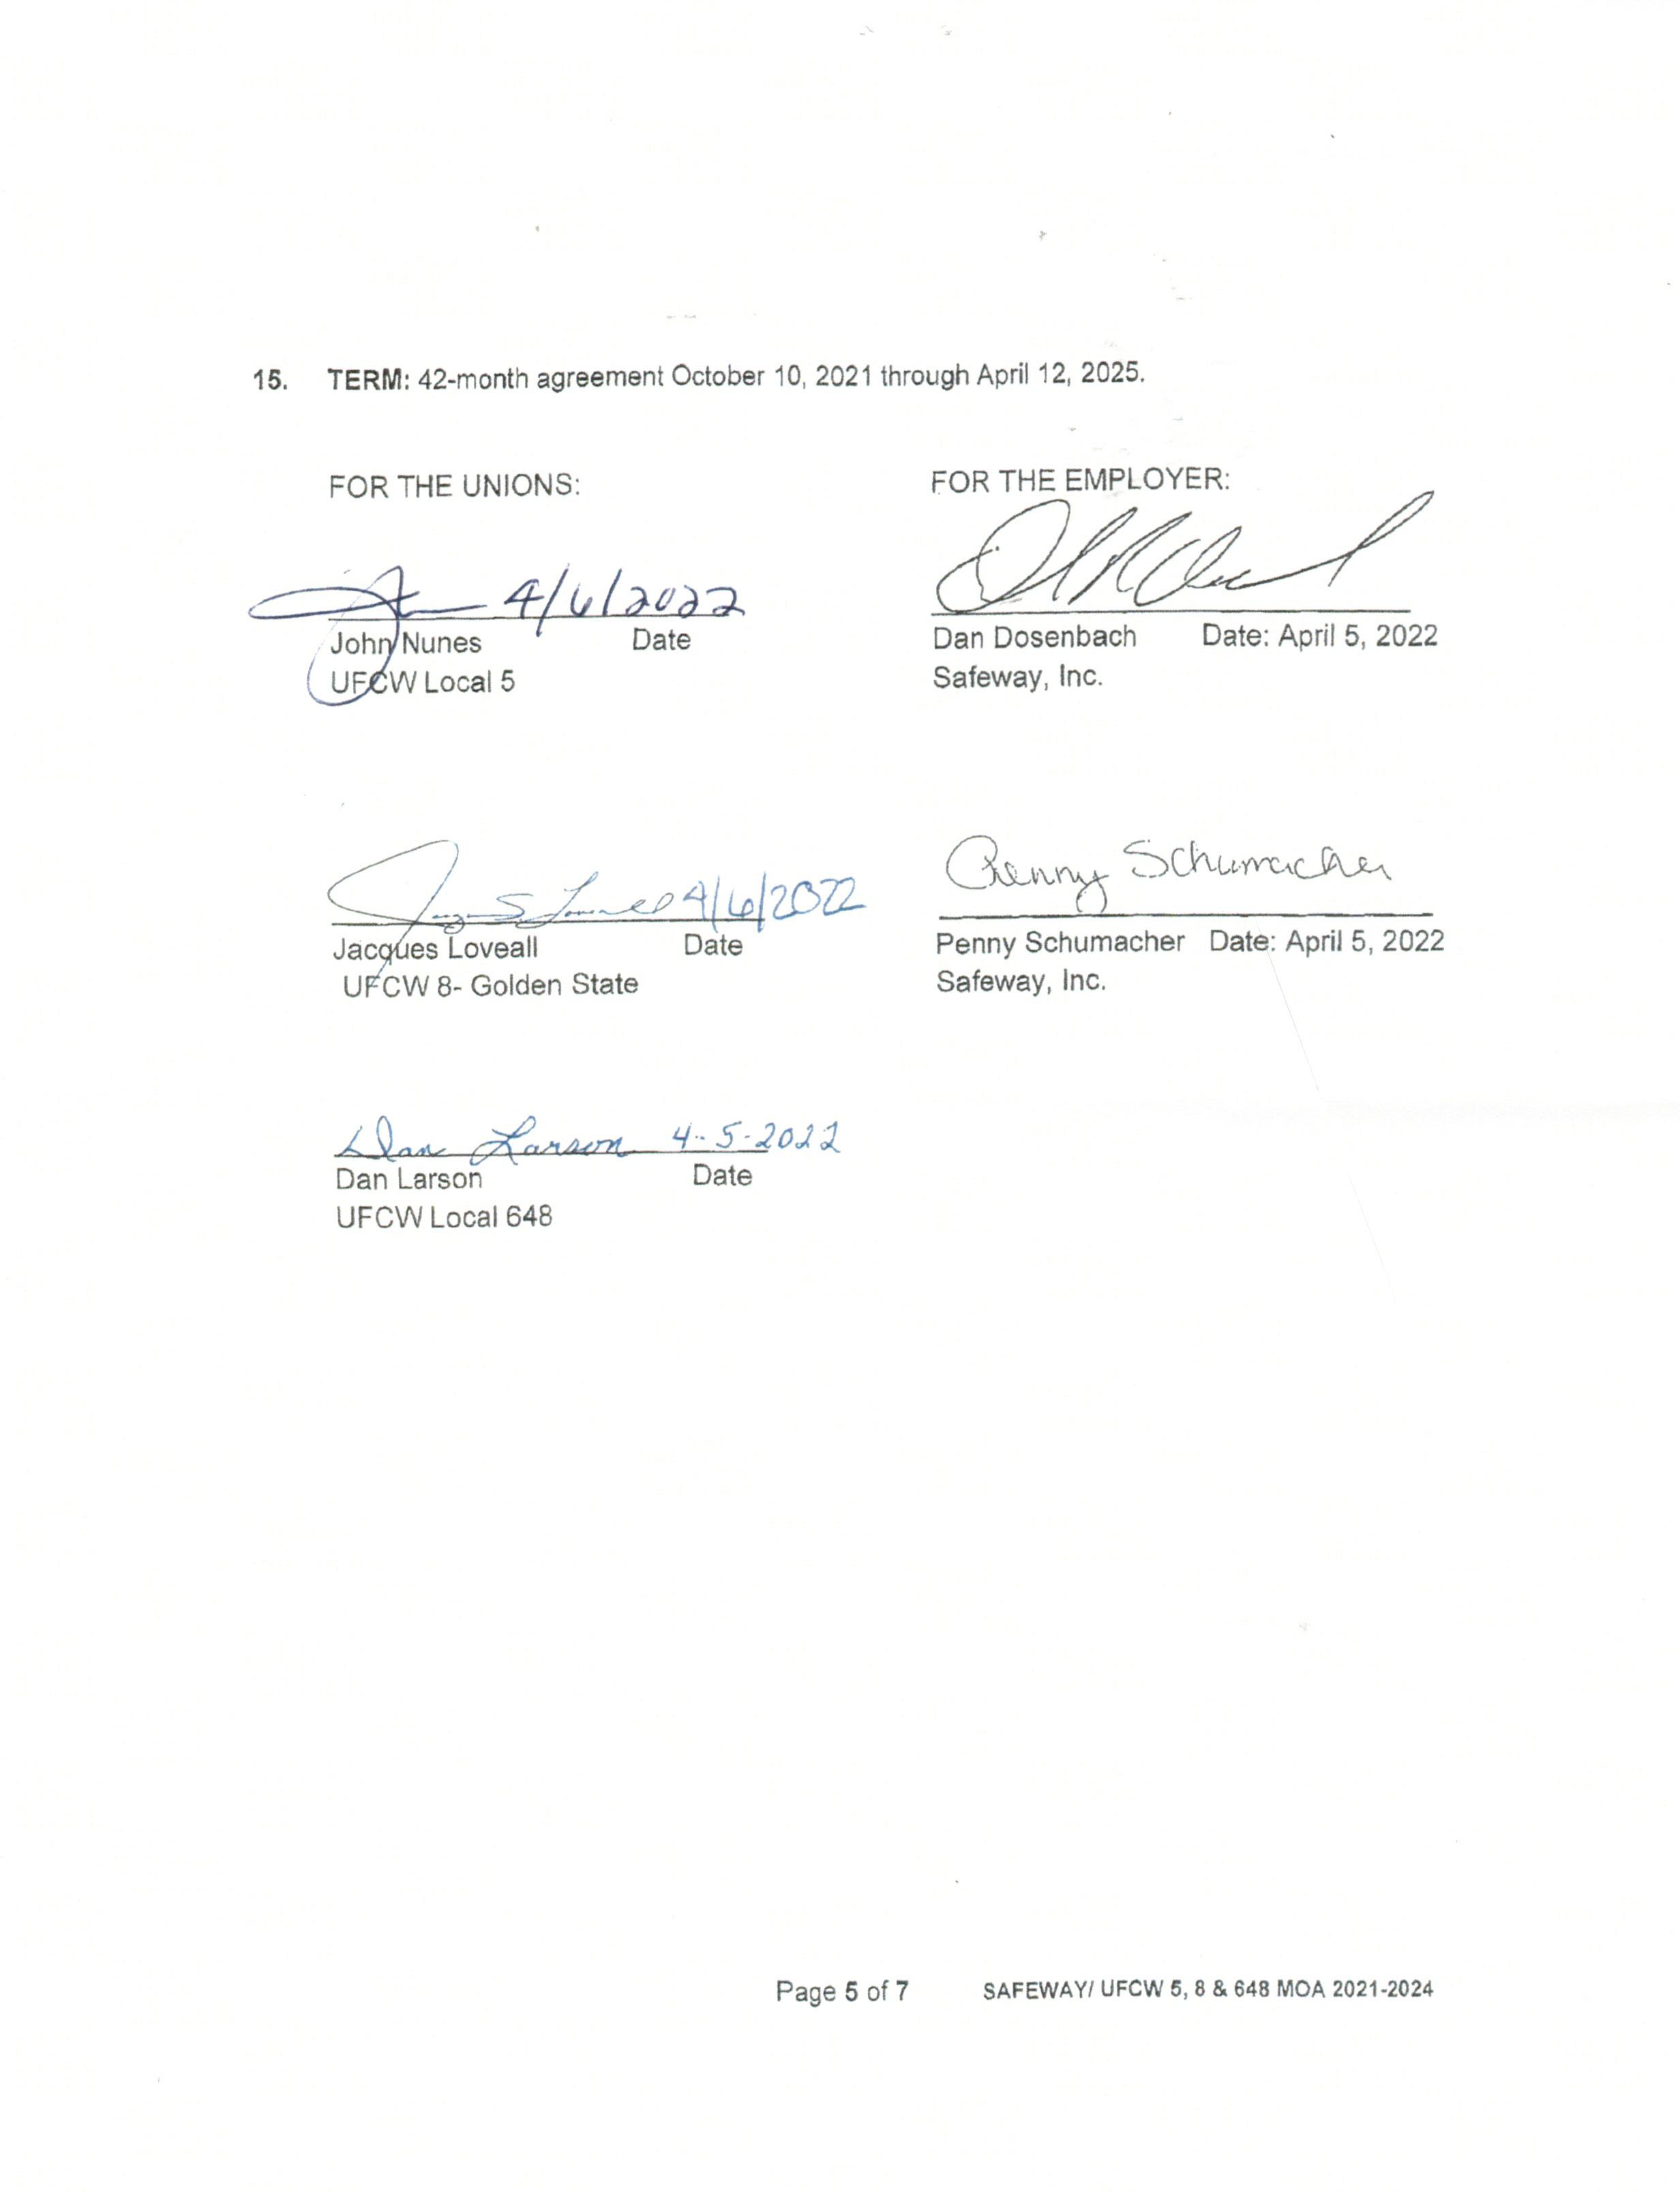 15. TERM: 42-month agreement October 10, 2021 through April 12, 2025.
FOR THE UNIONS:
4/6/2022
John Nunes Date
UFCW Local 5
FOR THE EMPLOYER:
Dan Dosenbach Date: April 5, 2022
Safeway, Inc.
4/6/2022
Jacques Loveall Date
UFCW 8- Golden State
Penny Schumacher
Penny Schumacher Date: April 5, 2022
Safeway, Inc.
Dan Larson 4-5-2022
Dan Larson Date
UFCW Local 648
Page 5 of 7 SAFEWAY/ UFCW 5, 8 & 648 MOA 2021-2024